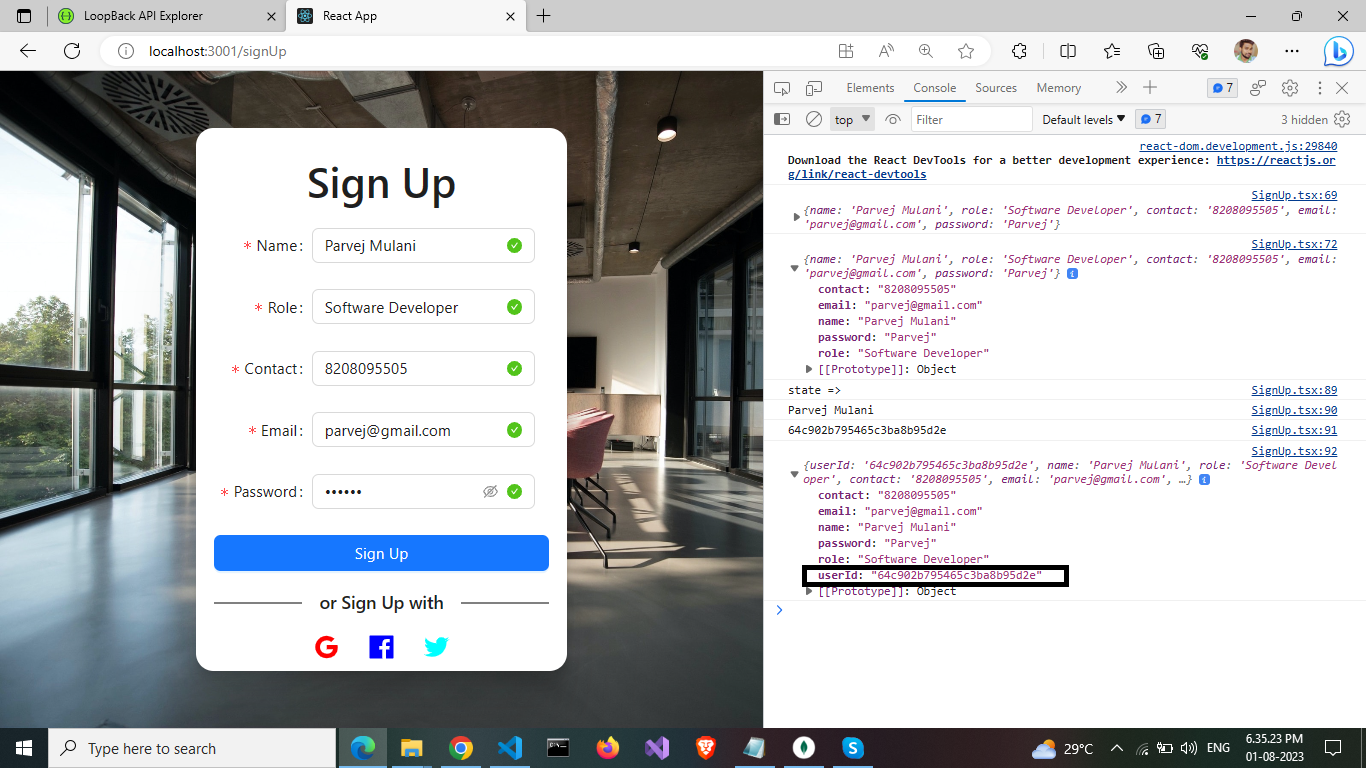 LoopBack API Explorer
React App
localhost:3001/signUp
Sign Up
* Name: Parvej Mulani
* Role: Software Developer
* Contact: 8208095505
* Email: parvej@gmail.com
* Password: ••••••
Sign Up
or Sign Up with
Elements Console Sources Memory 7
top Filter Default levels 7 3 hidden
react-dom.development.js:29840
Download the React DevTools for a better development experience: https://reactjs.or
g/link/react-devtools
SignUp.tsx:69
{name: 'Parvej Mulani', role: 'Software Developer', contact: '8208095505', email:
'parvej@gmail.com', password: 'Parvej'}
SignUp.tsx:72
{name: 'Parvej Mulani', role: 'Software Developer', contact: '8208095505', email:
'parvej@gmail.com', password: 'Parvej'}
contact: "8208095505"
email: "parvej@gmail.com"
name: "Parvej Mulani"
password: "Parvej"
role: "Software Developer"
[[Prototype]]: Object
state => SignUp.tsx:89
Parvej Mulani SignUp.tsx:90
64c902b795465c3ba8b95d2e SignUp.tsx:91
SignUp.tsx:92
{userId: '64c902b795465c3ba8b95d2e', name: 'Parvej Mulani', role: 'Software Devel
oper', contact: '8208095505', email: 'parvej@gmail.com', …}
contact: "8208095505"
email: "parvej@gmail.com"
name: "Parvej Mulani"
password: "Parvej"
role: "Software Developer"
userId: "64c902b795465c3ba8b95d2e"
[[Prototype]]: Object
Type here to search
29°C ENG 6.35.23 PM
01-08-2023